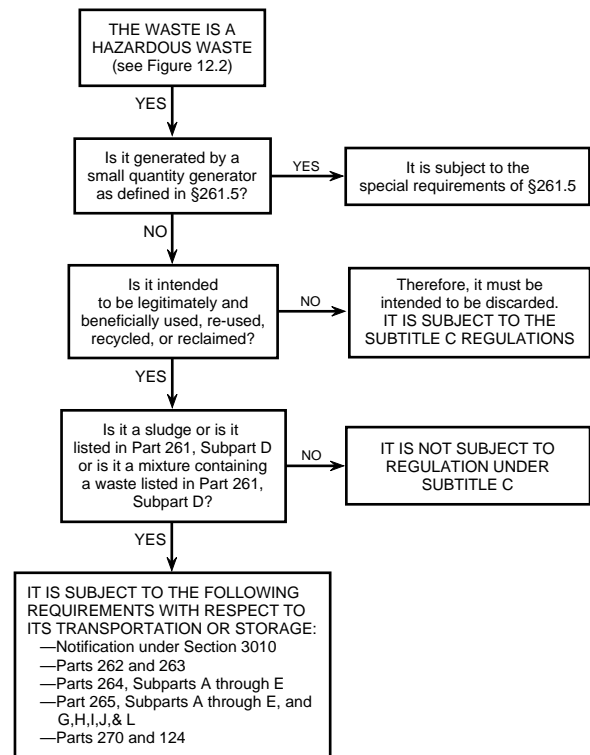 THE WASTE IS A
HAZARDOUS WASTE
(see Figure 12.2)
YES
Is it generated by a
small quantity generator
as defined in §261.5?
YES
It is subject to the
special requirements of §261.5
NO
Is it intended
to be legitimately and
beneficially used, re-used,
recycled, or reclaimed?
NO
Therefore, it must be
intended to be discarded.
IT IS SUBJECT TO THE
SUBTITLE C REGULATIONS
YES
Is it a sludge or is it
listed in Part 261, Subpart D
or is it a mixture containing
a waste listed in Part 261,
Subpart D?
NO
IT IS NOT SUBJECT TO
REGULATION UNDER
SUBTITLE C
YES
IT IS SUBJECT TO THE FOLLOWING
REQUIREMENTS WITH RESPECT TO
ITS TRANSPORTATION OR STORAGE:
—Notification under Section 3010
—Parts 262 and 263
—Parts 264, Subparts A through E
—Part 265, Subparts A through E, and
G,H,I,J,& L
—Parts 270 and 124